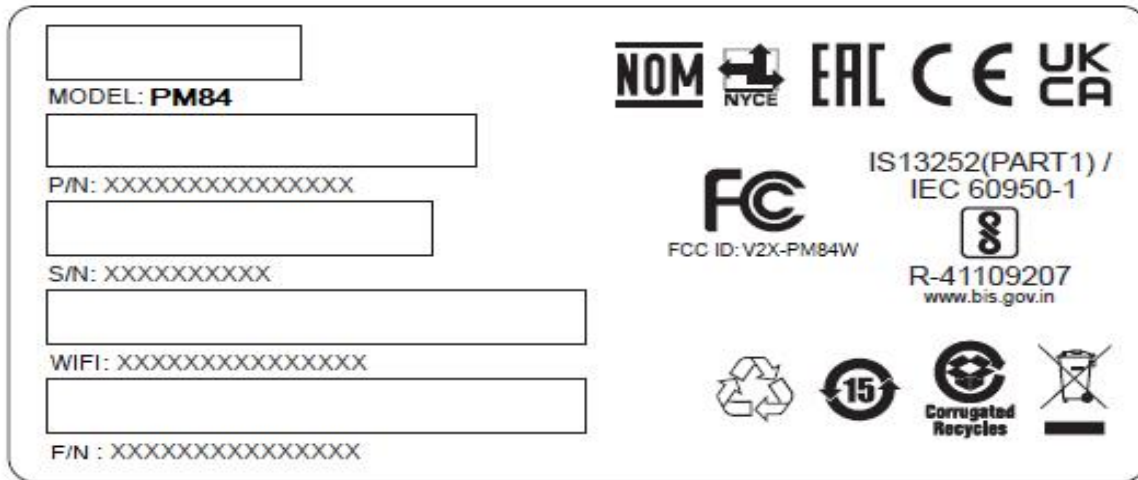 MODEL: PM84
P/N: XXXXXXXXXXXXXXX
S/N: XXXXXXXXXX
WIFI: XXXXXXXXXXXXXXX
F/N : XXXXXXXXXXXXXXX
NOM NYCE EAC CE UK
CA
FC
FCC ID: V2X-PM84W
IS13252(PART1) /
IEC 60950-1
R-41109207
www.bis.gov.in
15
Corrugated
Recycles